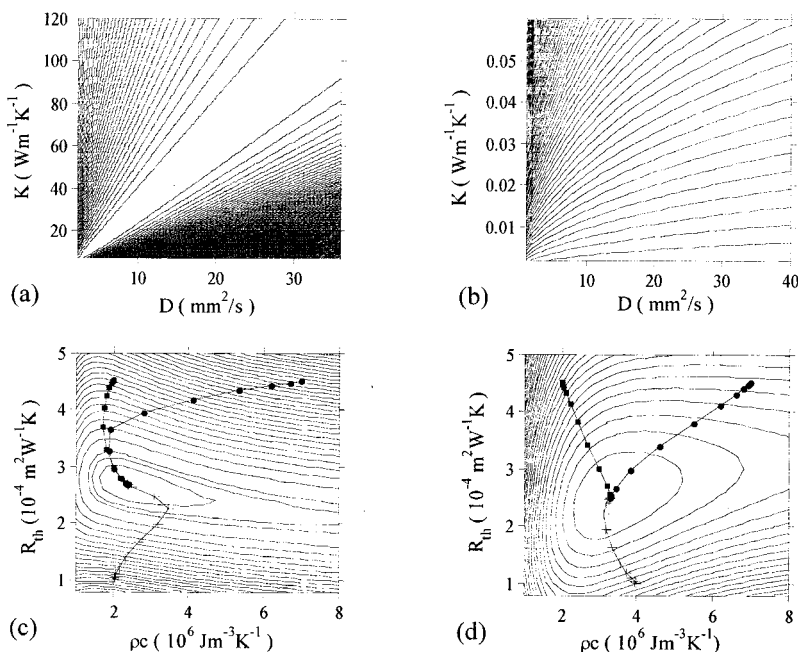 120
100
80
60
40
20
K ( Wm⁻¹K⁻¹)
10 20 30
D ( mm²/s )
(a)
0.05
0.04
0.03
0.02
0.01
K ( Wm⁻¹K⁻¹)
10 20 30 40
D ( mm²/s )
(b)
5
4
3
2
1
R_th (10⁻⁴ m²W⁻¹K)
2 4 6 8
ρc ( 10⁶ Jm⁻³K⁻¹)
(c)
5
4
3
2
1
R_th (10⁻⁴ m²W⁻¹K)
2 4 6 8
ρc ( 10⁶ Jm⁻³K⁻¹)
(d)